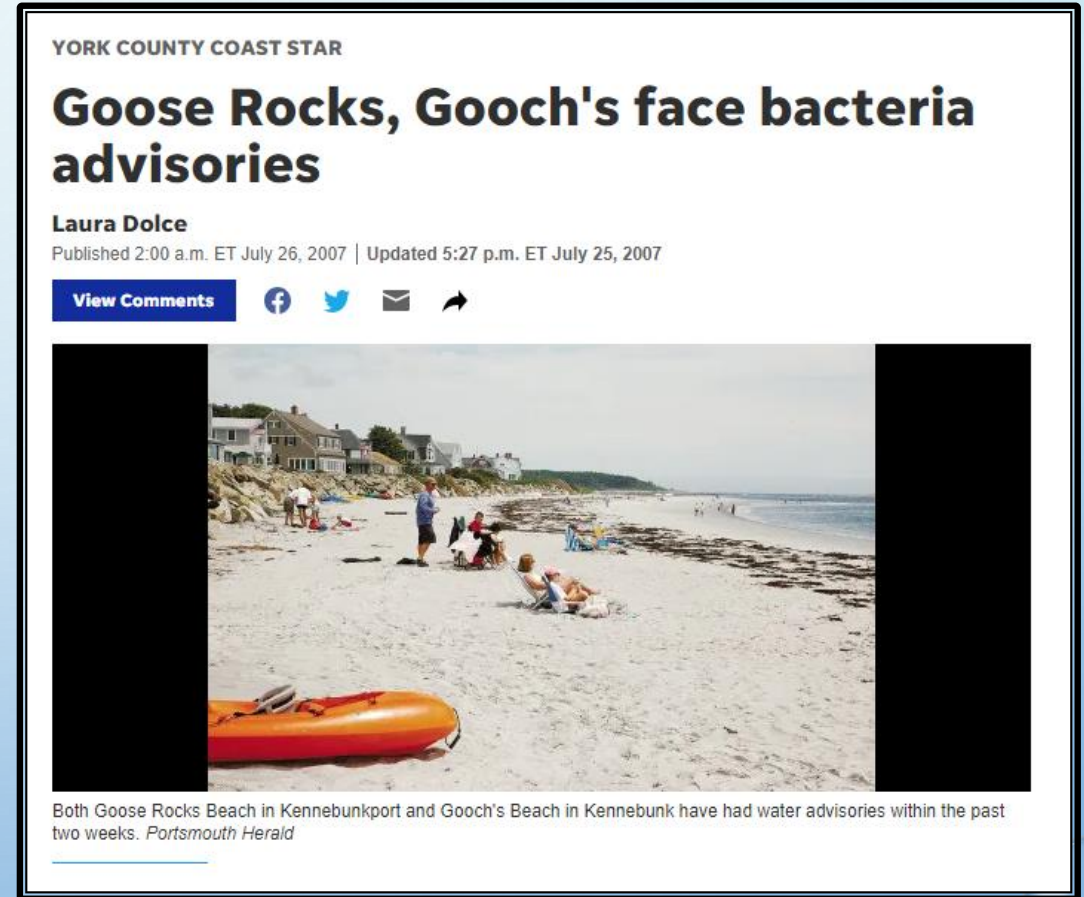 YORK COUNTY COAST STAR
Goose Rocks, Gooch's face bacteria
advisories
Laura Dolce
Published 2:00 a.m. ET July 26, 2007 | Updated 5:27 p.m. ET July 25, 2007
View Comments
Both Goose Rocks Beach in Kennebunkport and Gooch's Beach in Kennebunk have had water advisories within the past
two weeks. Portsmouth Herald